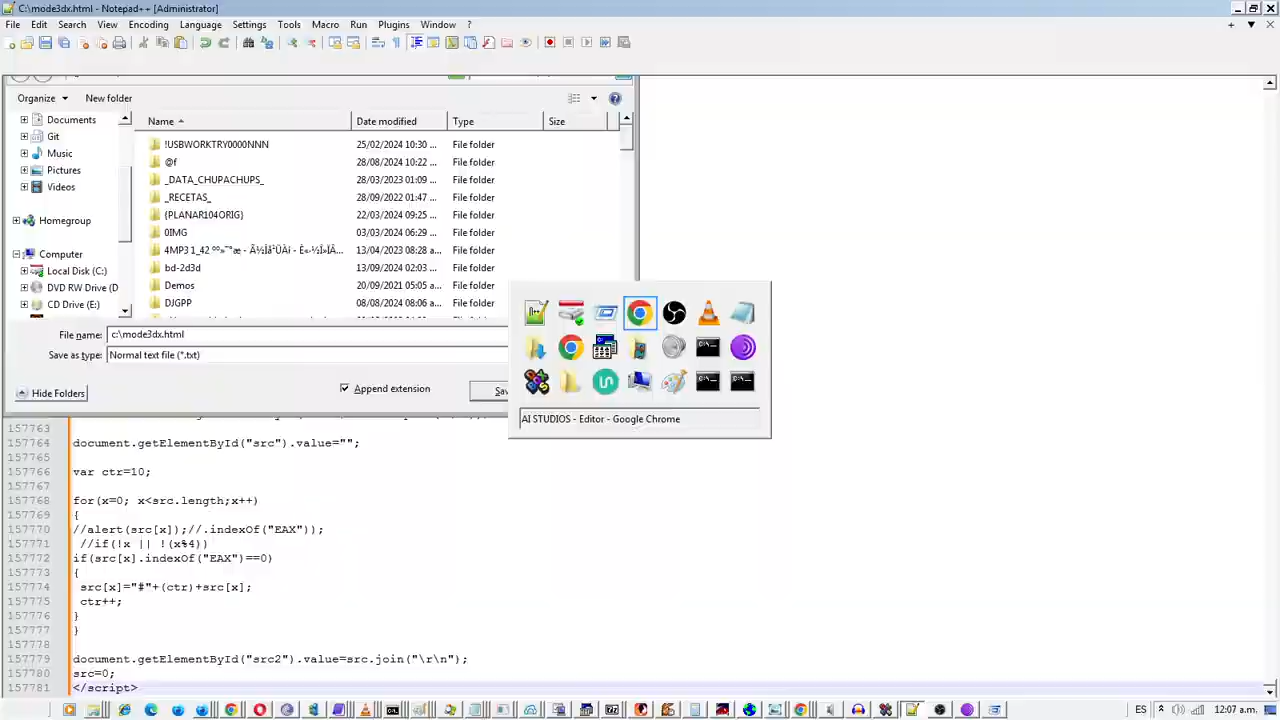 C:\mode3dx.html - Notepad++ [Administrator]
File Edit Search View Encoding Language Settings Tools Macro Run Plugins Window ?
Organize New folder
Documents
Git
Music
Pictures
Videos
Homegroup
Computer
Local Disk (C:)
DVD RW Drive (D
CD Drive (E:)
Name Date modified Type Size
!USBWORKTRY0000NNN 25/02/2024 10:30 ... File folder
@f 28/08/2024 10:22 ... File folder
_DATA_CHUPACHUPS_ 28/03/2023 01:09 ... File folder
_RECETAS_ 28/09/2022 01:47 ... File folder
{PLANAR104ORIG} 22/03/2024 09:25 ... File folder
0IMG 03/03/2024 06:29 ... File folder
4MP3 1_42 13/04/2023 08:28 a... File folder
bd-2d3d 13/09/2024 02:03 ... File folder
Demos 20/09/2021 05:05 a... File folder
DJGPP 08/08/2024 08:06 ... File folder
File name: c:\mode3dx.html
Save as type: Normal text file (*.txt)
Hide Folders
Append extension
Sav
AI STUDIOS - Editor - Google Chrome
157763
157764 document.getElementById("src").value="";
157765
157766 var ctr=10;
157767
157768 for(x=0; x<src.length;x++)
157769 {
157770 //alert(src[x]);//.indexOf("EAX"));
157771 //if(!x || !(x%4))
157772 if(src[x].indexOf("EAX")==0)
157773 {
157774 src[x]="#"+(ctr)+src[x];
157775 ctr++;
157776 }
157777 }
157778
157779 document.getElementById("src2").value=src.join("\r\n");
157780 src=0;
157781 </script>
ES 12:07 a.m.